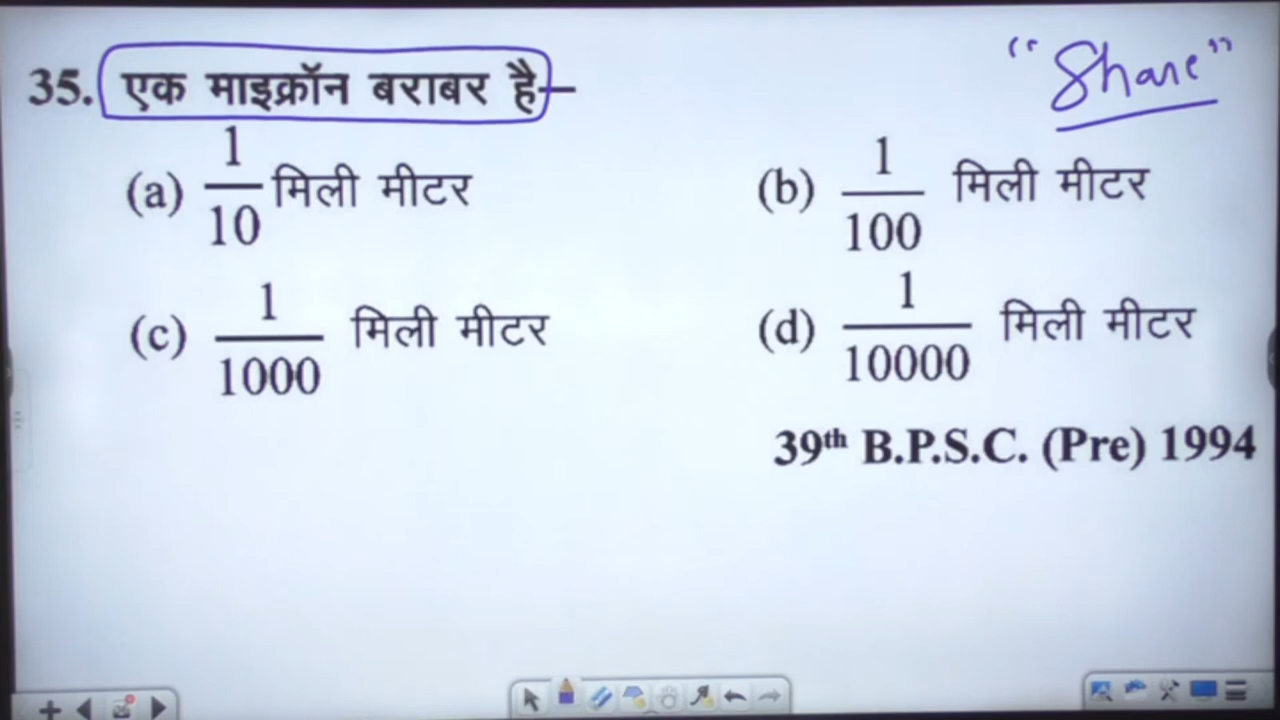 "Share"
35. एक माइक्रॉन बराबर है–
(a) 1/10 मिली मीटर
(b) 1/100 मिली मीटर
(c) 1/1000 मिली मीटर
(d) 1/10000 मिली मीटर
39th B.P.S.C. (Pre) 1994